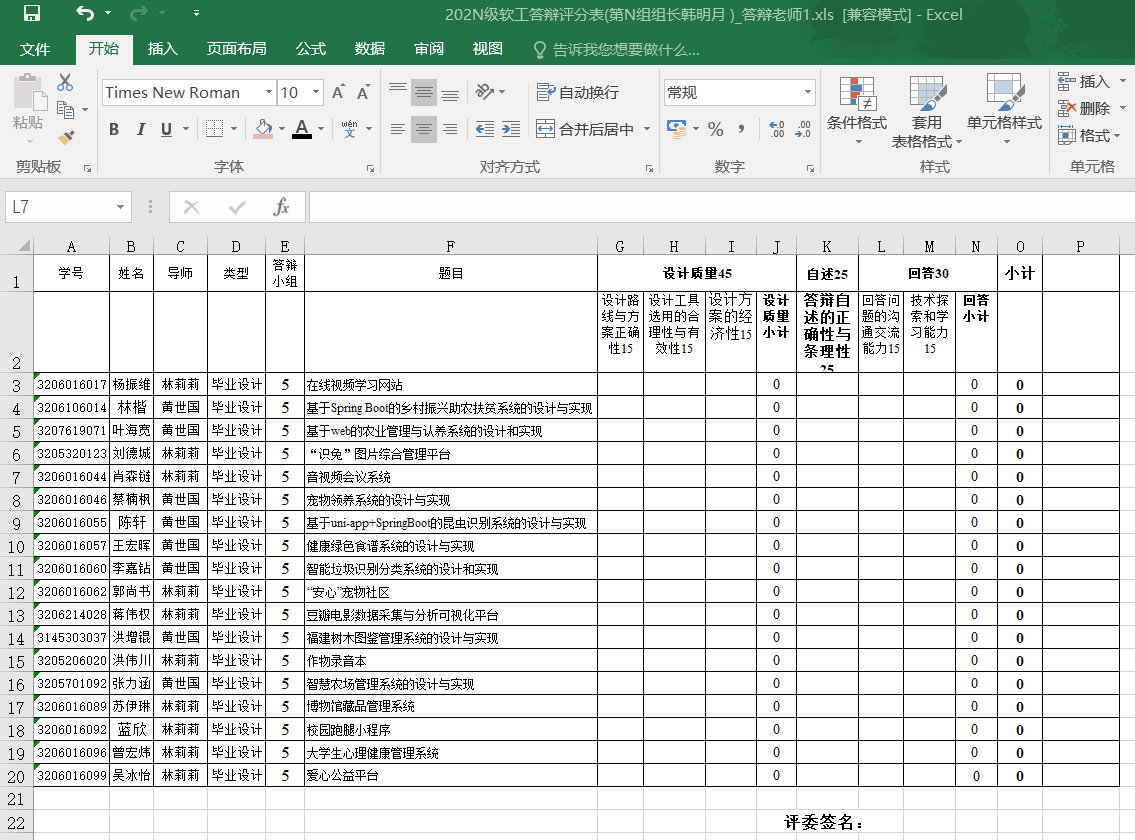 202N级软工答辩评分表(第N组组长韩明月 )_答辩老师1.xls [兼容模式] - Excel
文件 开始 插入 页面布局 公式 数据 审阅 视图 告诉我您想要做什么...
粘贴 Times New Roman 10 A A 自动换行 常规 条件格式 套用 表格格式 单元格样式 插入
B I U A wén 文 合并后居中 % , .0 .00 删除
格式
剪贴板 字体 对齐方式 数字 样式 单元格
L7 fx
A B C D E F G H I J K L M N O P
1 学号 姓名 导师 类型 答辩小组 题目 设计质量45 自述25 回答30 小计
2 设计路线与方案正确性15 设计工具选用的合理性与有效性15 设计方案的经济性15 设计质量小计 答辩自述的正确性与条理性25 回答问题的沟通交流能力15 技术探索和学习能力15 回答小计
3 3206016017 杨振维 林莉莉 毕业设计 5 在线视频学习网站 0 0 0
4 3206106014 林楷 黄世国 毕业设计 5 基于Spring Boot的乡村振兴助农扶贫系统的设计与实现 0 0 0
5 3207619071 叶海宽 黄世国 毕业设计 5 基于web的农业管理与认养系统的设计和实现 0 0 0
6 3205320123 刘德城 林莉莉 毕业设计 5 “识兔”图片综合管理平台 0 0 0
7 3206016044 肖森链 林莉莉 毕业设计 5 音视频会议系统 0 0 0
8 3206016046 蔡楠枫 黄世国 毕业设计 5 宠物领养系统的设计与实现 0 0 0
9 3206016055 陈轩 黄世国 毕业设计 5 基于uni-app+SpringBoot的昆虫识别系统的设计与实现 0 0 0
10 3206016057 王宏晖 黄世国 毕业设计 5 健康绿色食谱系统的设计与实现 0 0 0
11 3206016060 李嘉钻 黄世国 毕业设计 5 智能垃圾识别分类系统的设计和实现 0 0 0
12 3206016062 郭尚书 林莉莉 毕业设计 5 “安心”宠物社区 0 0 0
13 3206214028 蒋伟权 林莉莉 毕业设计 5 豆瓣电影数据采集与分析可视化平台 0 0 0
14 3145303037 洪增锟 黄世国 毕业设计 5 福建树木图鉴管理系统的设计与实现 0 0 0
15 3205206020 洪伟川 林莉莉 毕业设计 5 作物录音本 0 0 0
16 3205701092 张力涵 黄世国 毕业设计 5 智慧农场管理系统的设计与实现 0 0 0
17 3206016089 苏伊琳 林莉莉 毕业设计 5 博物馆藏品管理系统 0 0 0
18 3206016092 蓝欣 林莉莉 毕业设计 5 校园跑腿小程序 0 0 0
19 3206016096 曾宏炜 林莉莉 毕业设计 5 大学生心理健康管理系统 0 0 0
20 3206016099 吴冰怡 林莉莉 毕业设计 5 爱心公益平台 0 0 0
21
22 评委签名：